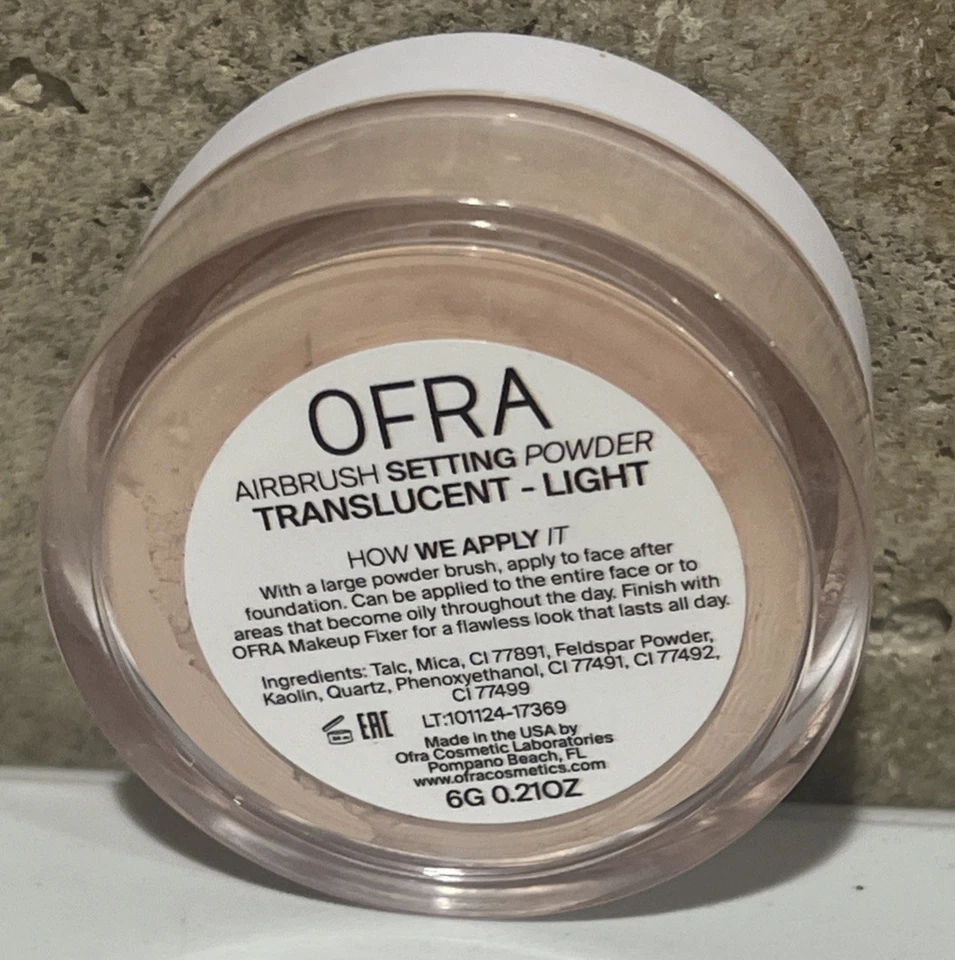 OFRA
AIRBRUSH SETTING POWDER
TRANSLUCENT - LIGHT
HOW WE APPLY IT
With a large powder brush, apply to face after
foundation. Can be applied to the entire face or to
areas that become oily throughout the day. Finish with
OFRA Makeup Fixer for a flawless look that lasts all day.
Ingredients: Talc, Mica, CI 77891, Feldspar Powder,
Kaolin, Quartz, Phenoxyethanol, CI 77491, CI 77492,
CI 77499
EAC LT:101124-17369
Made in the USA by
Ofra Cosmetic Laboratories
Pompano Beach, FL
www.ofracosmetics.com
6G 0.21OZ